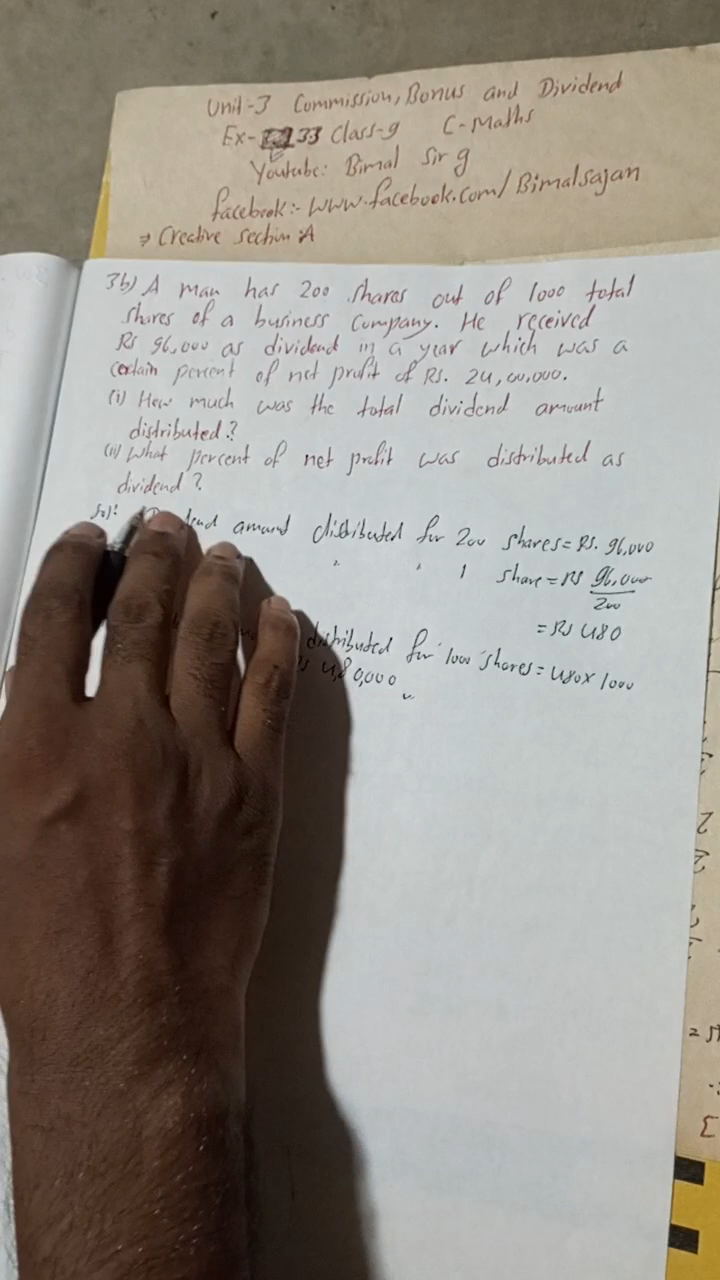 Unit-3 Commission, Bonus and Dividend
Ex- 33 Class-9 C-Maths
Youtube: Bimal Sir g
facebook:- www.facebook.com/Bimalsajan
⇒ Creative section:A
3b) A man has 200 shares out of 1000 total
shares of a business company. He received
Rs 96,000 as dividend in a year which was a
certain percent of net profit of Rs. 24,00,000.
(i) How much was the total dividend amount
distributed?
(ii) What percent of net profit was distributed as
dividend?
Sol: amount distributed for 200 shares = Rs. 96,000
" " 1 share = Rs 96,000
200
= Rs 480
distributed for 1000 shares = 480 × 1000
4,80,000